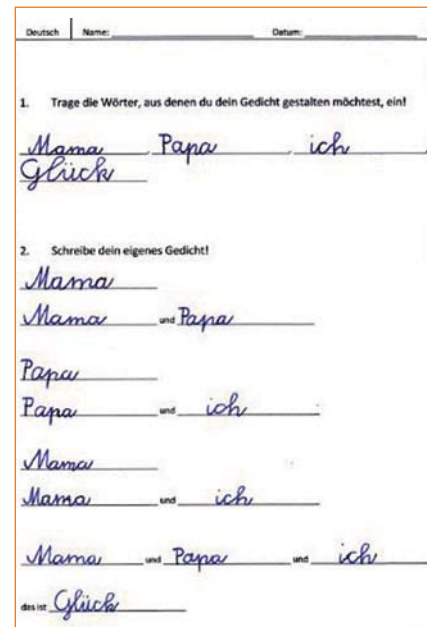 Deutsch Name: Datum:
1. Trage die Wörter, aus denen du dein Gedicht gestalten möchtest, ein!
Mama, Papa, ich,
Glück
2. Schreibe dein eigenes Gedicht!
Mama
Mama und Papa
Papa
Papa und ich
Mama
Mama und ich
Mama und Papa und ich
das ist Glück